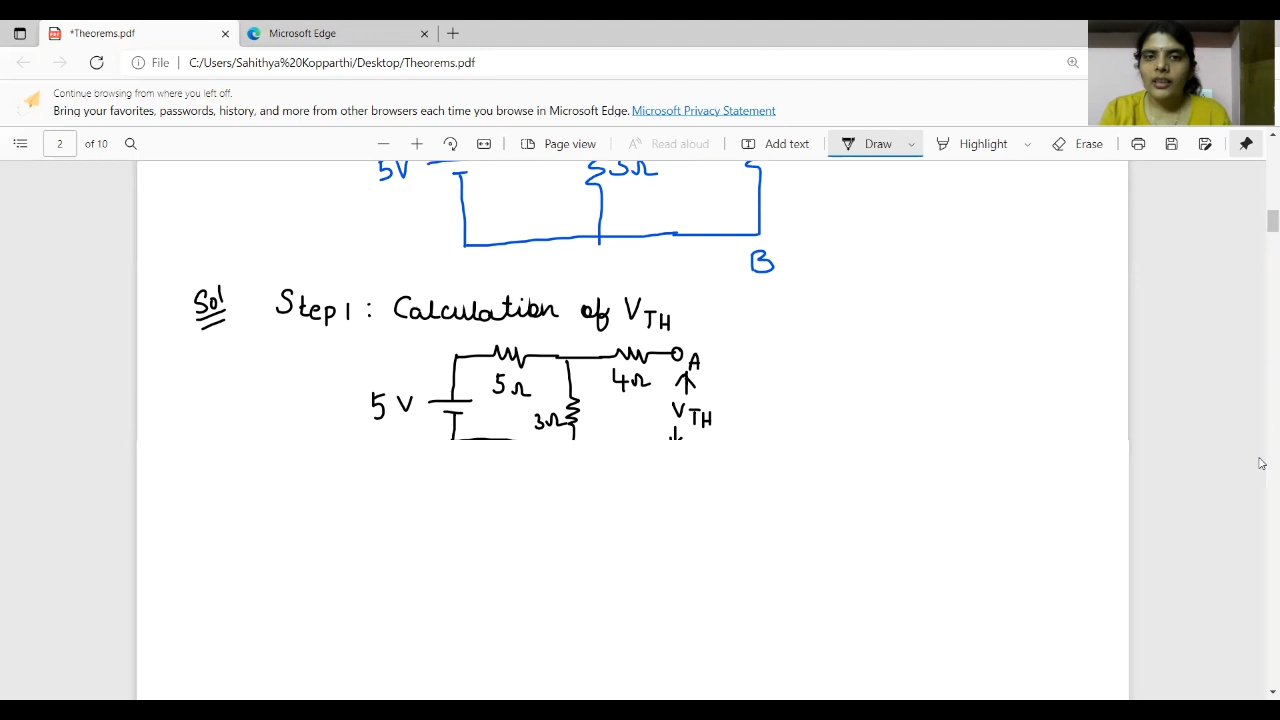 *Theorems.pdf
Microsoft Edge
File
C:/Users/Sahithya%20Kopparthi/Desktop/Theorems.pdf
Continue browsing from where you left off.
Bring your favorites, passwords, history, and more from other browsers each time you browse in Microsoft Edge. Microsoft Privacy Statement
2 of 10
Page view
Read aloud
Add text
Draw
Highlight
Erase
5V
3Ω
B
Sol Step1: Calculation of VTH
A
5Ω 4Ω
5 V
VTH
3Ω